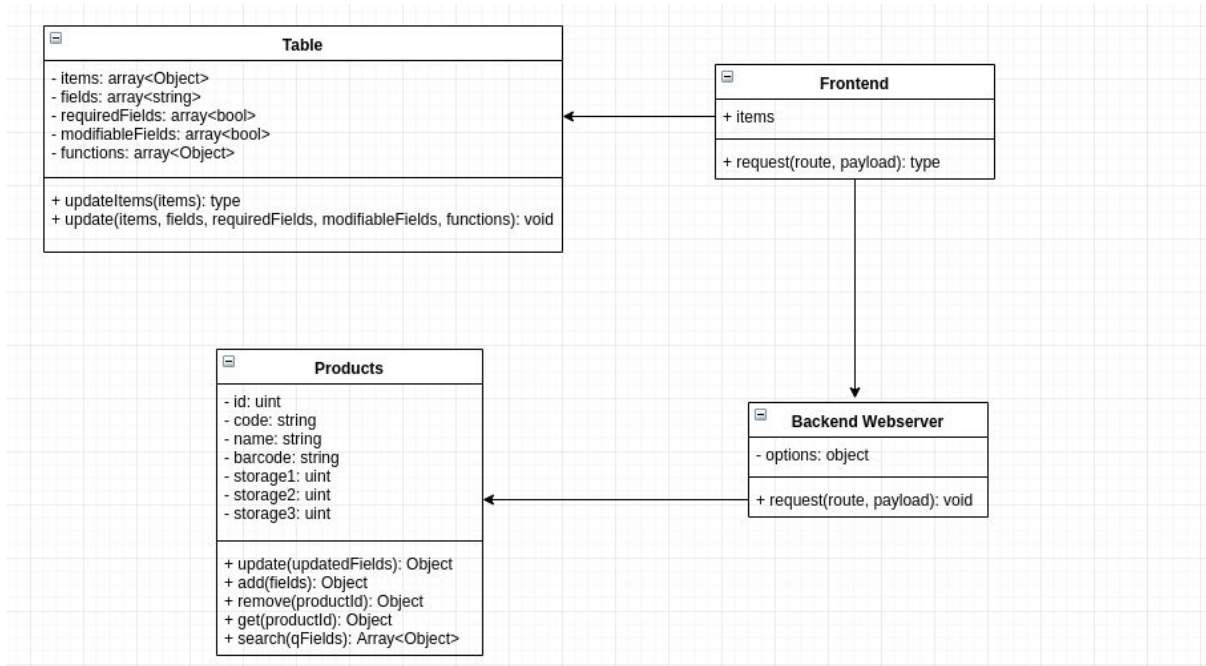 Table
- items: array<Object>
- fields: array<string>
- requiredFields: array<bool>
- modifiableFields: array<bool>
- functions: array<Object>
+ updateItems(items): type
+ update(items, fields, requiredFields, modifiableFields, functions): void
Frontend
+ items
+ request(route, payload): type
Products
- id: uint
- code: string
- name: string
- barcode: string
- storage1: uint
- storage2: uint
- storage3: uint
+ update(updatedFields): Object
+ add(fields): Object
+ remove(productId): Object
+ get(productId): Object
+ search(qFields): Array<Object>
Backend Webserver
- options: object
+ request(route, payload): void